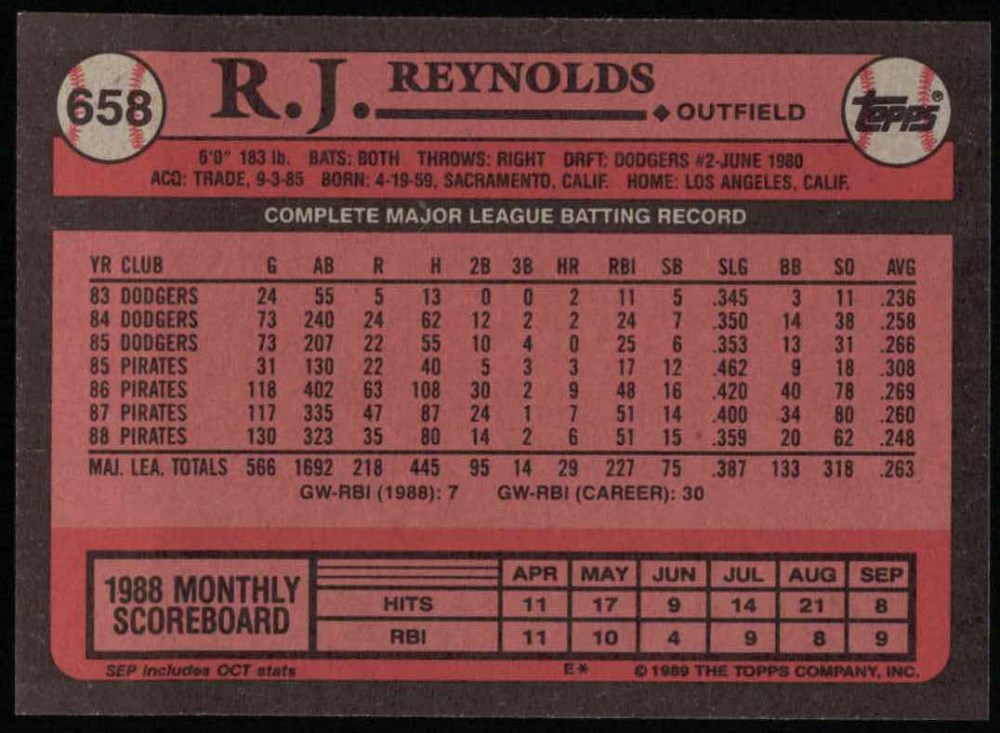 658
R.J. REYNOLDS
◆ OUTFIELD
TOPPS®
6'0" 183 lb. BATS: BOTH THROWS: RIGHT DRFT: DODGERS #2-JUNE 1980
ACQ: TRADE, 9-3-85 BORN: 4-19-59, SACRAMENTO, CALIF. HOME: LOS ANGELES, CALIF.
COMPLETE MAJOR LEAGUE BATTING RECORD
YR CLUB G AB R H 2B 3B HR RBI SB SLG BB SO AVG
83 DODGERS 24 55 5 13 0 0 2 11 5 .345 3 11 .236
84 DODGERS 73 240 24 62 12 2 2 24 7 .350 14 38 .258
85 DODGERS 73 207 22 55 10 4 0 25 6 .353 13 31 .266
85 PIRATES 31 130 22 40 5 3 3 17 12 .462 9 18 .308
86 PIRATES 118 402 63 108 30 2 9 48 16 .420 40 78 .269
87 PIRATES 117 335 47 87 24 1 7 51 14 .400 34 80 .260
88 PIRATES 130 323 35 80 14 2 6 51 15 .359 20 62 .248
MAJ. LEA. TOTALS 566 1692 218 445 95 14 29 227 75 .387 133 318 .263
GW-RBI (1988): 7 GW-RBI (CAREER): 30
1988 MONTHLY
SCOREBOARD
APR MAY JUN JUL AUG SEP
HITS 11 17 9 14 21 8
RBI 11 10 4 9 8 9
SEP includes OCT stats E* © 1989 THE TOPPS COMPANY, INC.